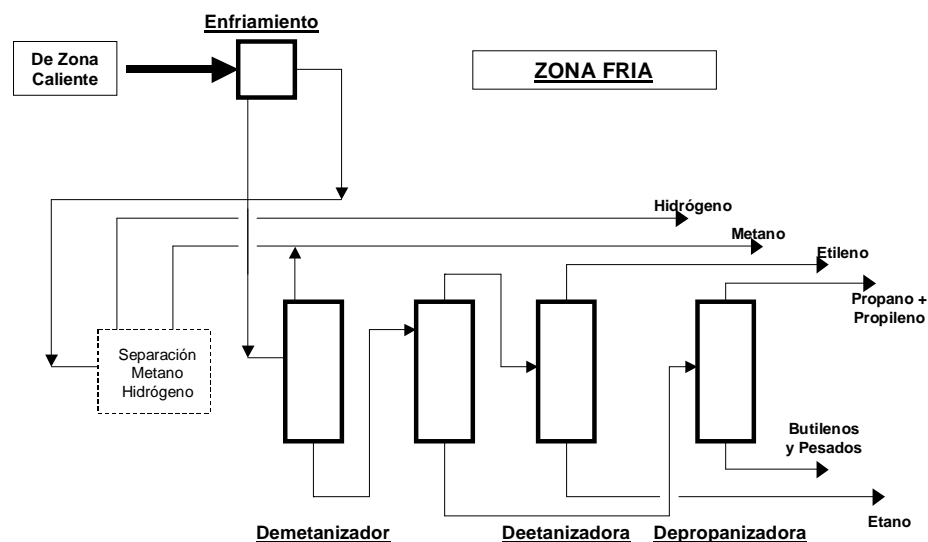 Enfriamiento
De Zona
Caliente
ZONA FRIA
Hidrógeno
Metano
Etileno
Propano +
Propileno
Separación
Metano
Hidrógeno
Butilenos
y Pesados
Etano
Demetanizador
Deetanizadora
Depropanizadora